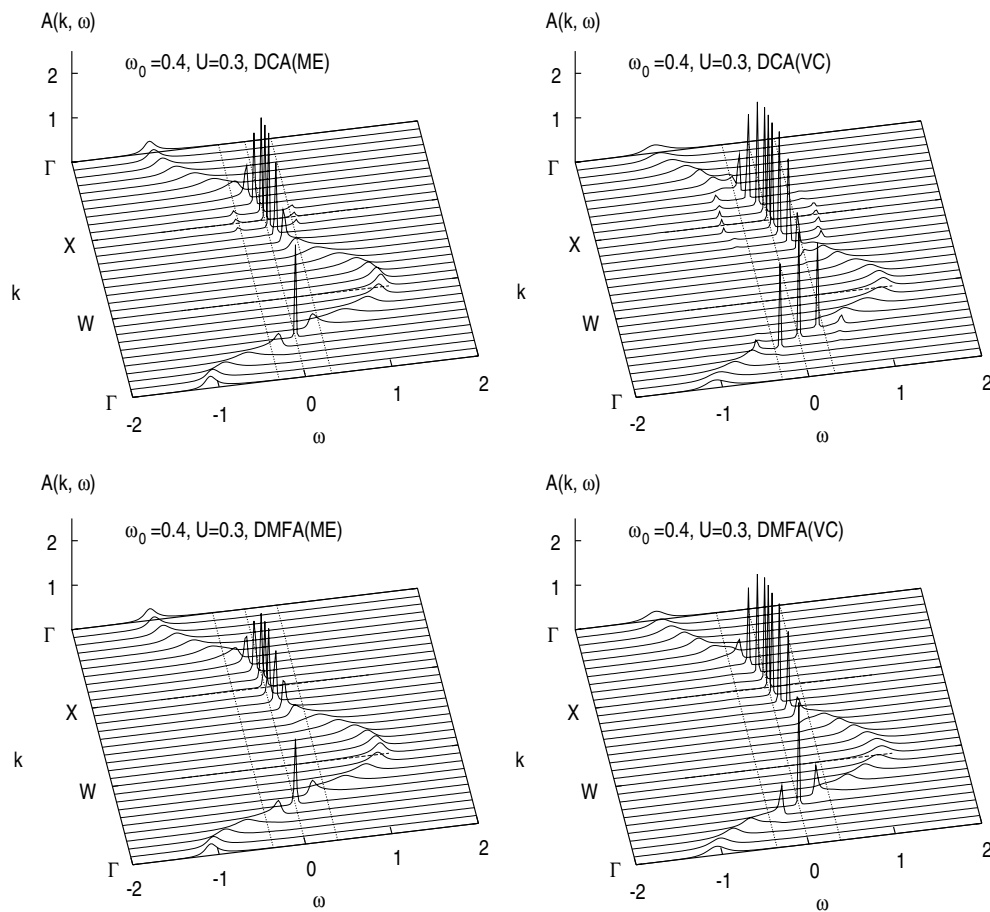 A(k, ω)
ω₀ =0.4, U=0.3, DCA(ME)
2
1
Γ
X
k
W
Γ
-2
-1
0
1
2
ω
A(k, ω)
ω₀ =0.4, U=0.3, DCA(VC)
2
1
Γ
X
k
W
Γ
-2
-1
0
1
2
ω
A(k, ω)
ω₀ =0.4, U=0.3, DMFA(ME)
2
1
Γ
X
k
W
Γ
-2
-1
0
1
2
ω
A(k, ω)
ω₀ =0.4, U=0.3, DMFA(VC)
2
1
Γ
X
k
W
Γ
-2
-1
0
1
2
ω